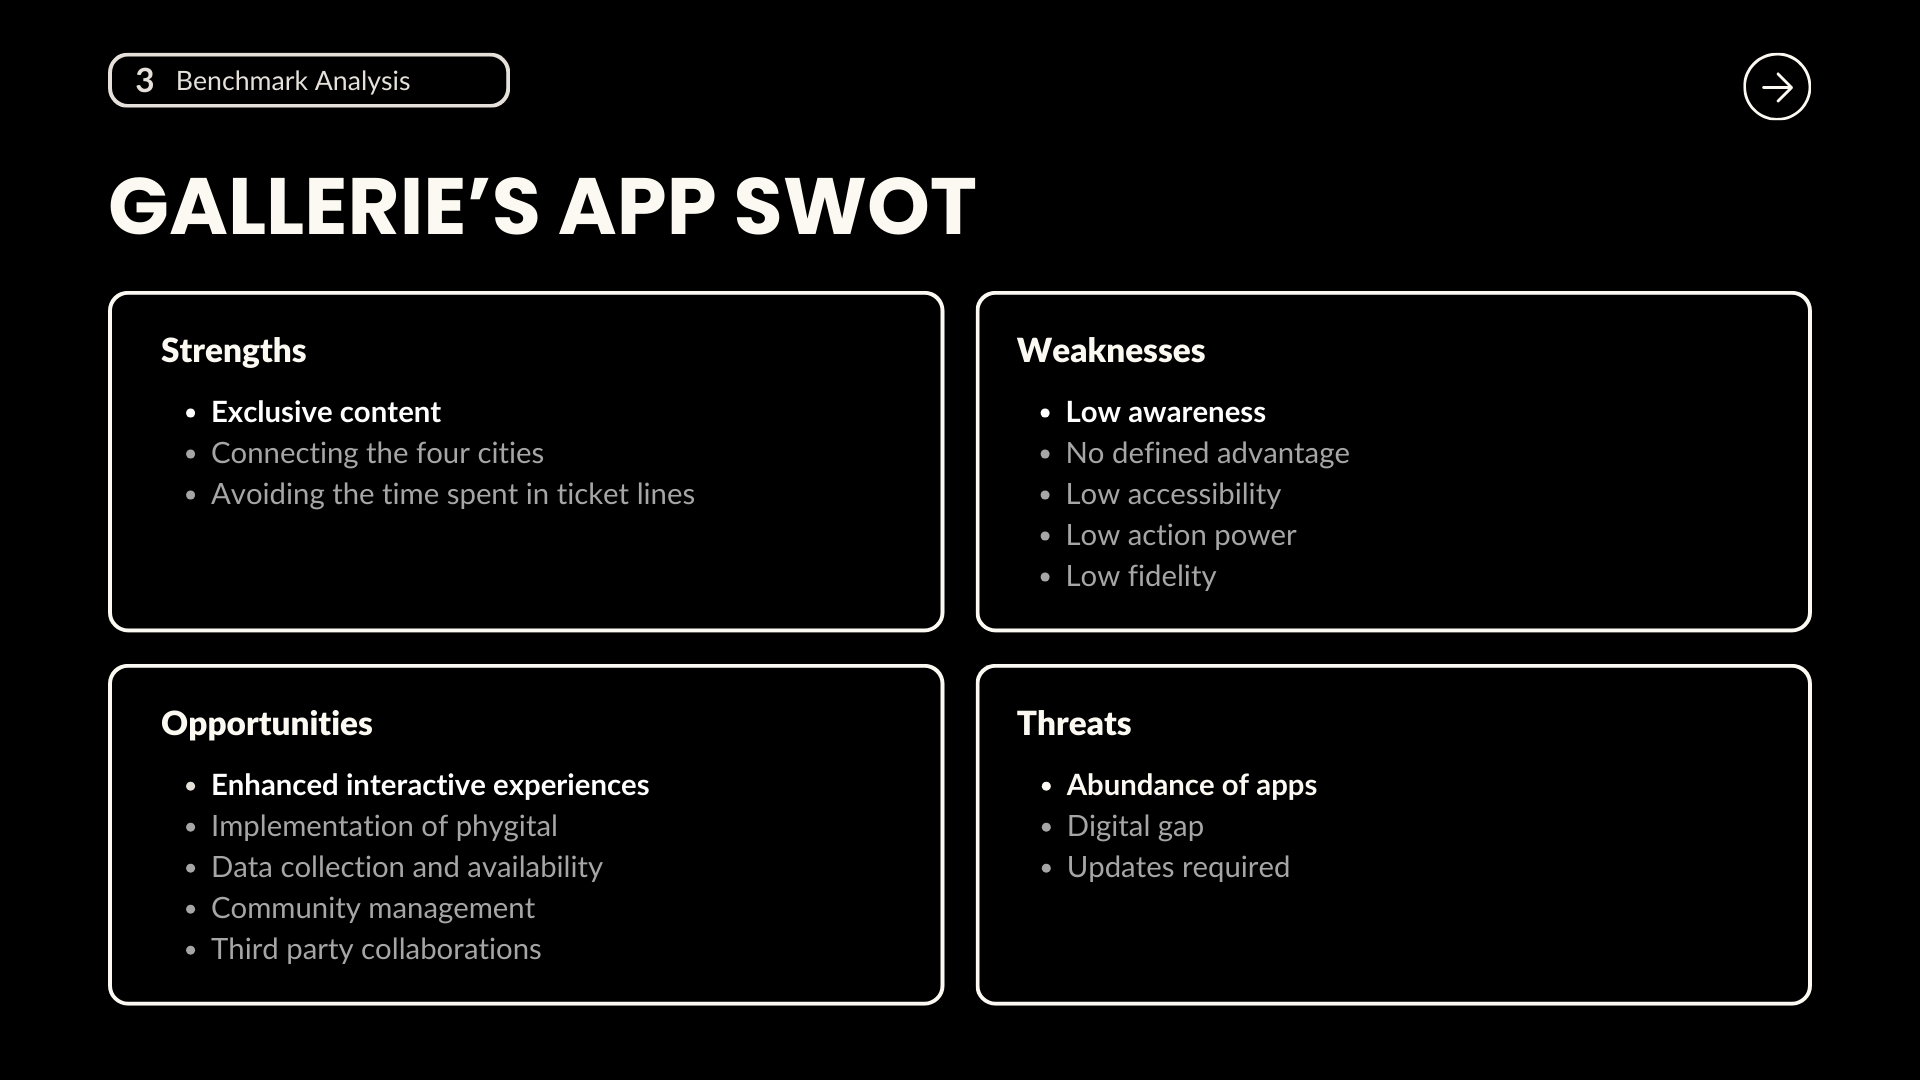 3 Benchmark Analysis
GALLERIE’S APP SWOT
Strengths
• Exclusive content
• Connecting the four cities
• Avoiding the time spent in ticket lines
Weaknesses
• Low awareness
• No defined advantage
• Low accessibility
• Low action power
• Low fidelity
Opportunities
• Enhanced interactive experiences
• Implementation of phygital
• Data collection and availability
• Community management
• Third party collaborations
Threats
• Abundance of apps
• Digital gap
• Updates required